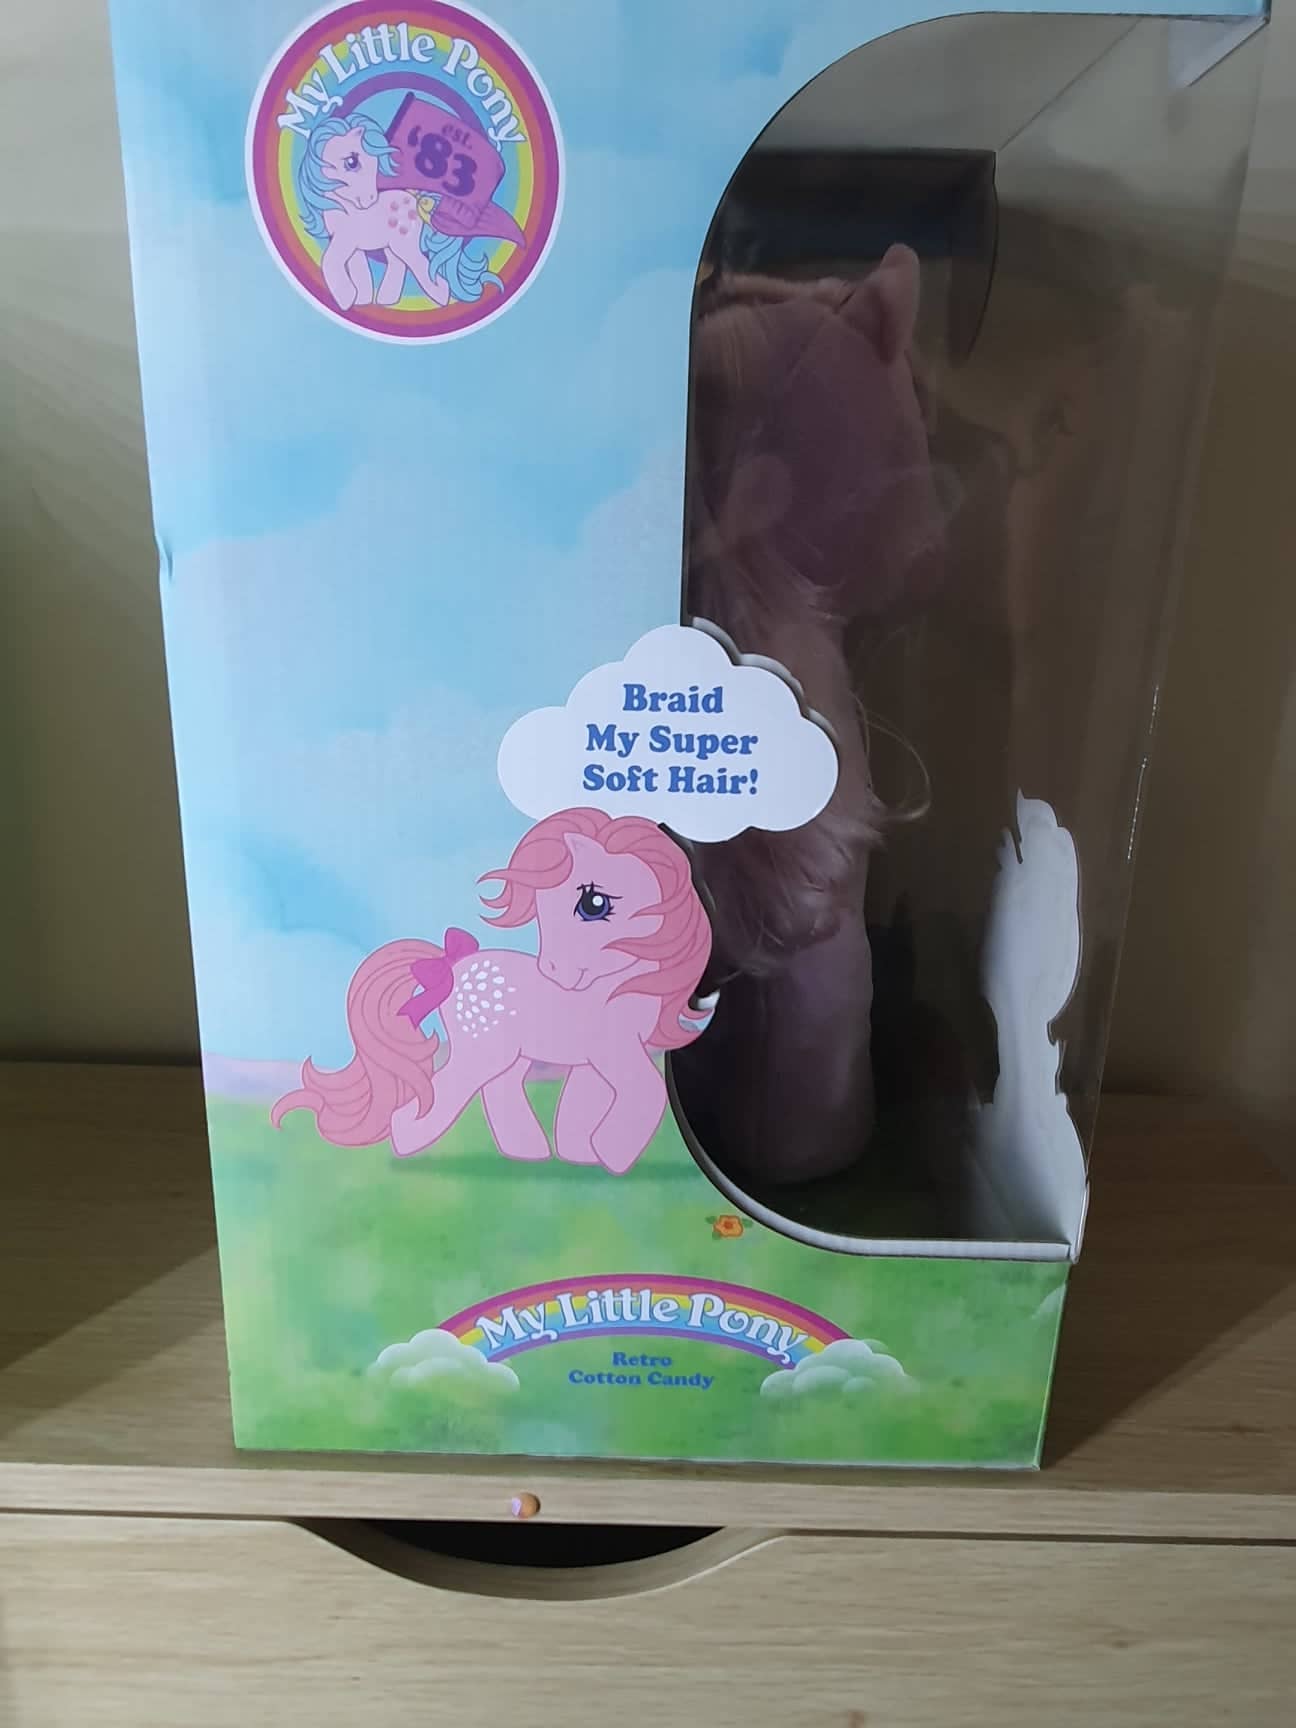 My Little Pony
est.
'83
Braid
My Super
Soft Hair!
My Little Pony
Retro
Cotton Candy